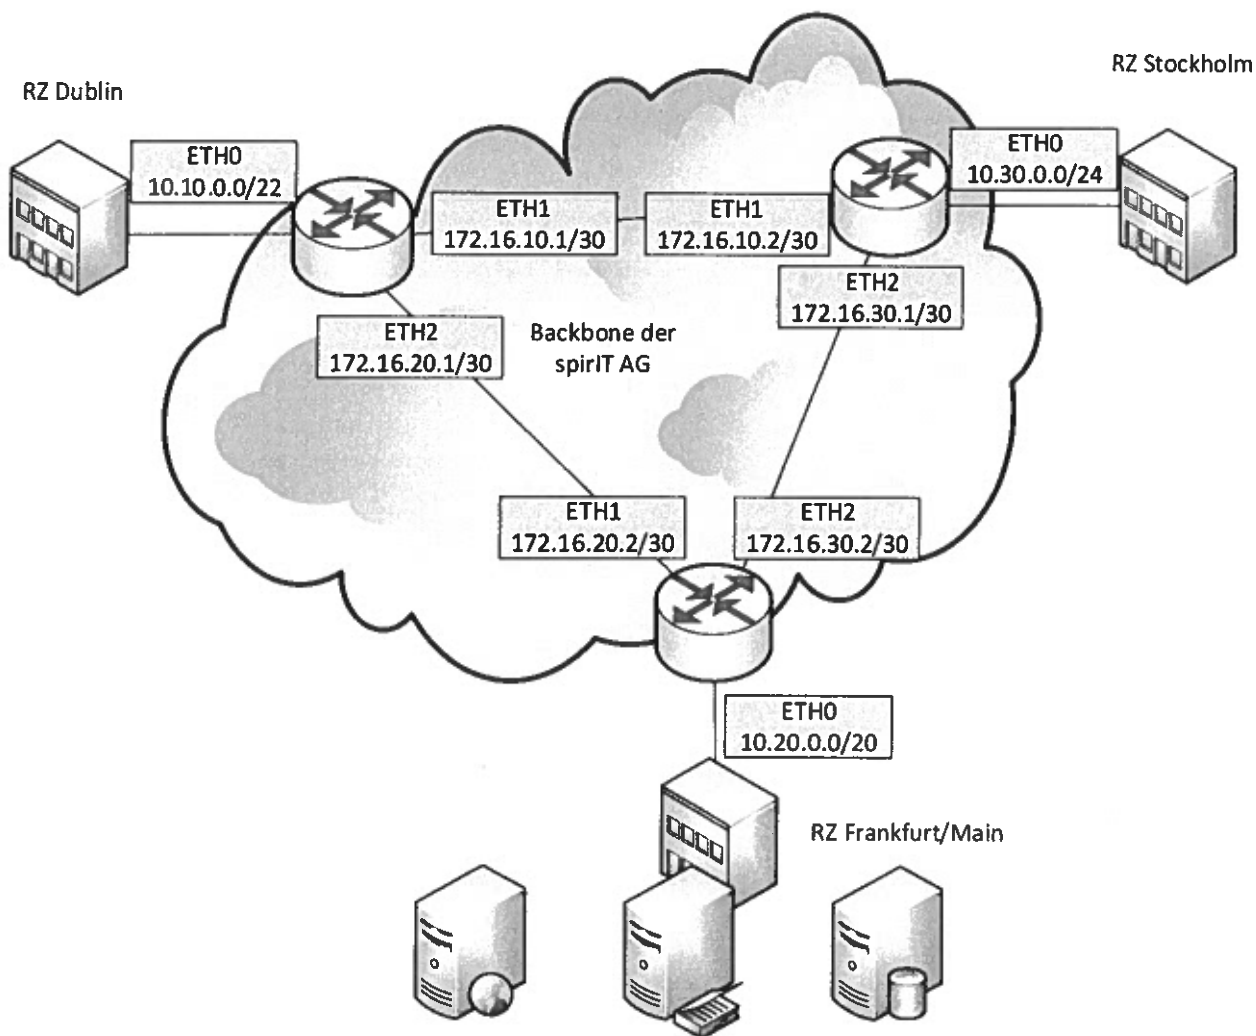 RZ Dublin
RZ Stockholm
ETH0
10.10.0.0/22
ETH0
10.30.0.0/24
ETH1
172.16.10.1/30
ETH1
172.16.10.2/30
ETH2
172.16.30.1/30
ETH2
172.16.20.1/30
Backbone der
spirIT AG
ETH1
172.16.20.2/30
ETH2
172.16.30.2/30
ETH0
10.20.0.0/20
RZ Frankfurt/Main